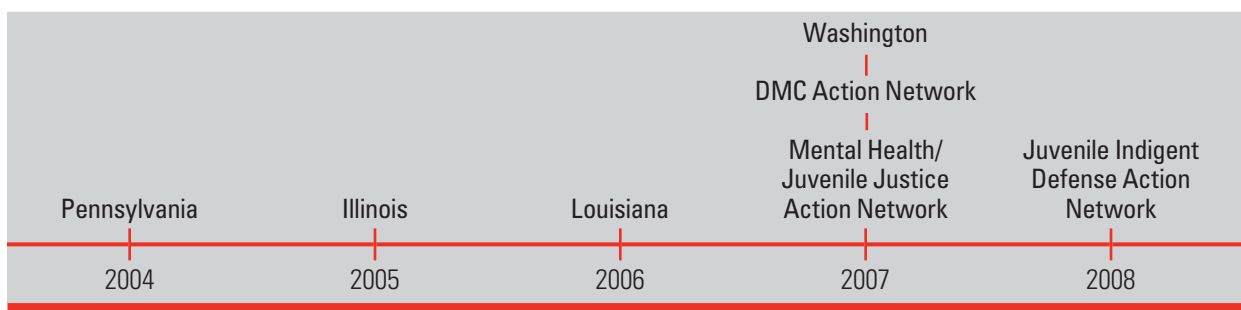 Washington
DMC Action Network
Mental Health/
Juvenile Justice
Action Network
Juvenile Indigent
Defense Action
Network
Pennsylvania
Illinois
Louisiana
2004
2005
2006
2007
2008